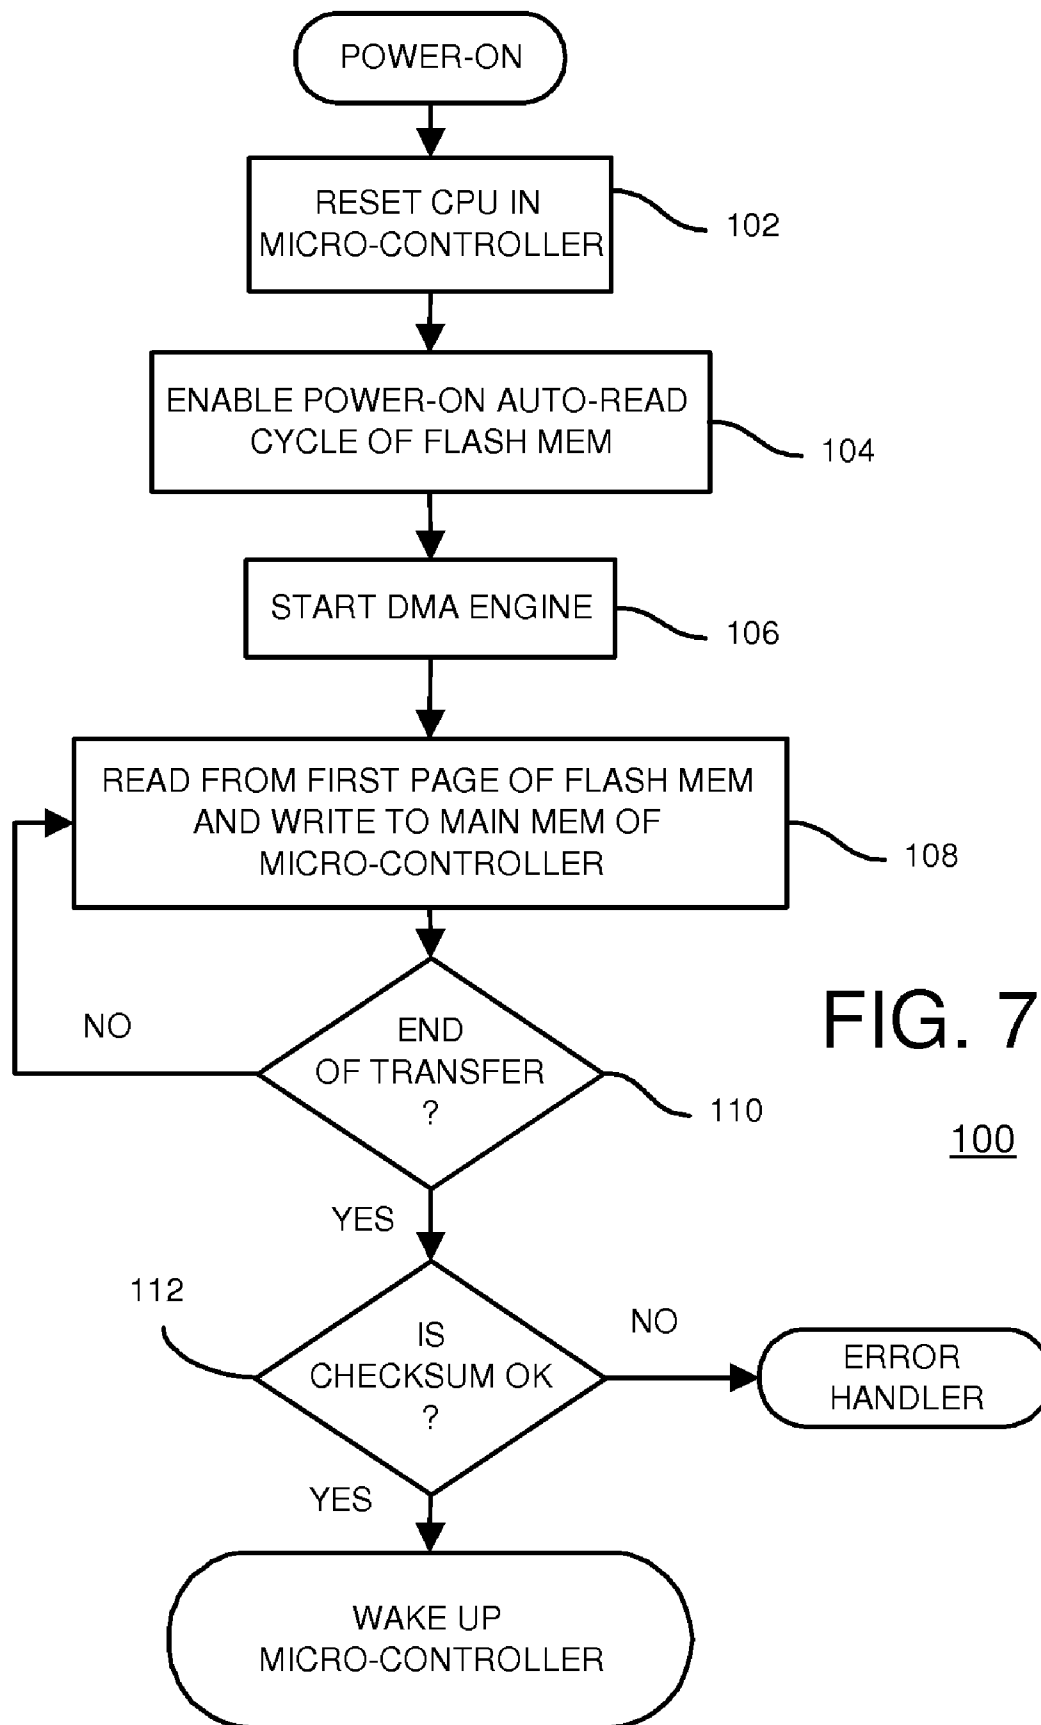 POWER-ON
RESET CPU IN
MICRO-CONTROLLER
102
ENABLE POWER-ON AUTO-READ
CYCLE OF FLASH MEM
104
START DMA ENGINE
106
READ FROM FIRST PAGE OF FLASH MEM
AND WRITE TO MAIN MEM OF
MICRO-CONTROLLER
108
NO
END
OF TRANSFER
?
110
FIG. 7
100
YES
112
IS
CHECKSUM OK
?
NO
ERROR
HANDLER
YES
WAKE UP
MICRO-CONTROLLER